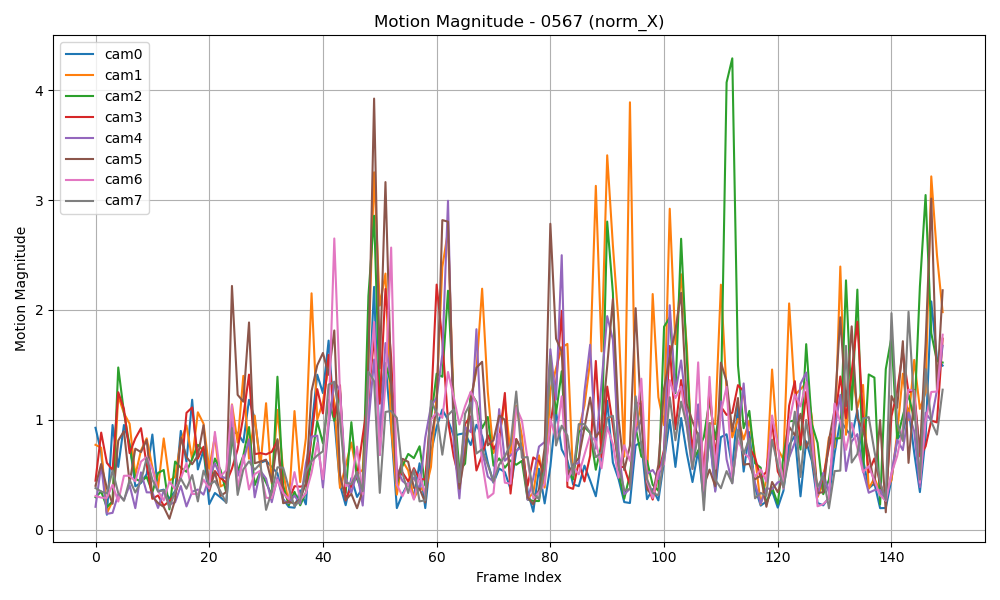 Motion Magnitude - 0567 (norm_X)
cam0
cam1
cam2
cam3
cam4
cam5
cam6
cam7
Motion Magnitude
4
3
2
1
0
0
20
40
60
80
100
120
140
Frame Index